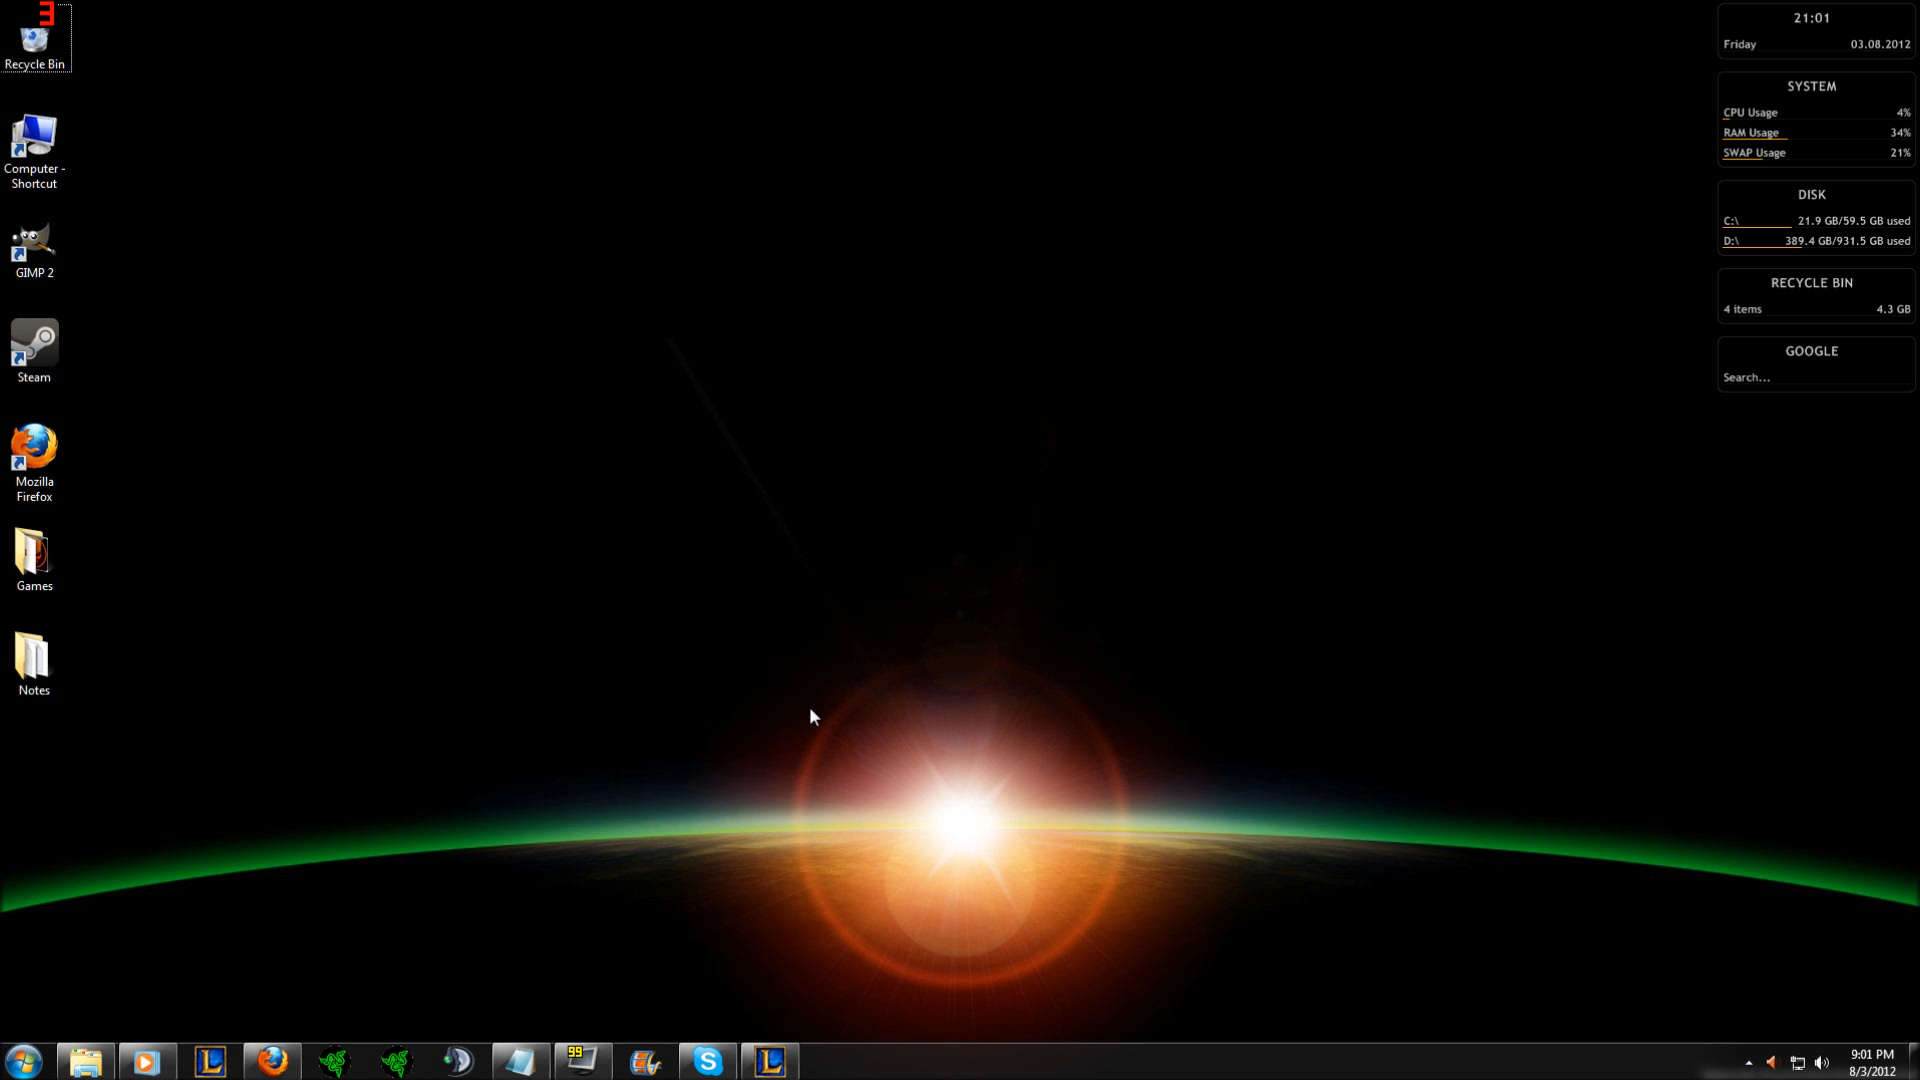 3
Recycle Bin
Computer -
Shortcut
GIMP 2
Steam
Mozilla
Firefox
Games
Notes
21:01
Friday 03.08.2012
SYSTEM
CPU Usage 4%
RAM Usage 34%
SWAP Usage 21%
DISK
C:\ 21.9 GB/59.5 GB used
D:\ 389.4 GB/931.5 GB used
RECYCLE BIN
4 items 4.3 GB
GOOGLE
Search...
L
99
S
L
9:01 PM
8/3/2012